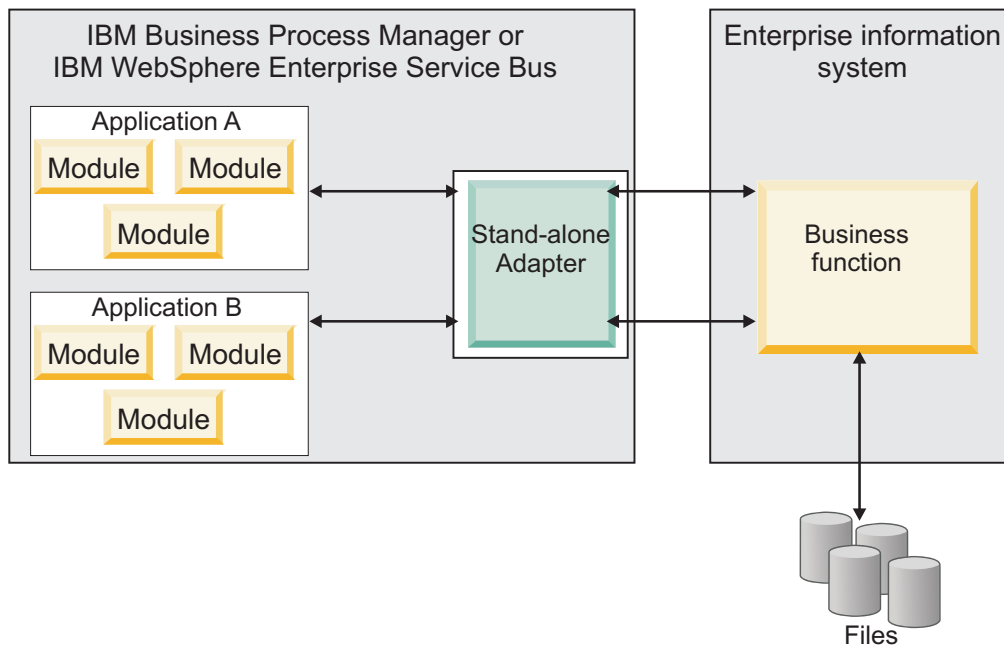 IBM Business Process Manager or
IBM WebSphere Enterprise Service Bus
Application A
Module
Module
Module
Application B
Module
Module
Module
Stand-alone
Adapter
Enterprise information
system
Business
function
Files